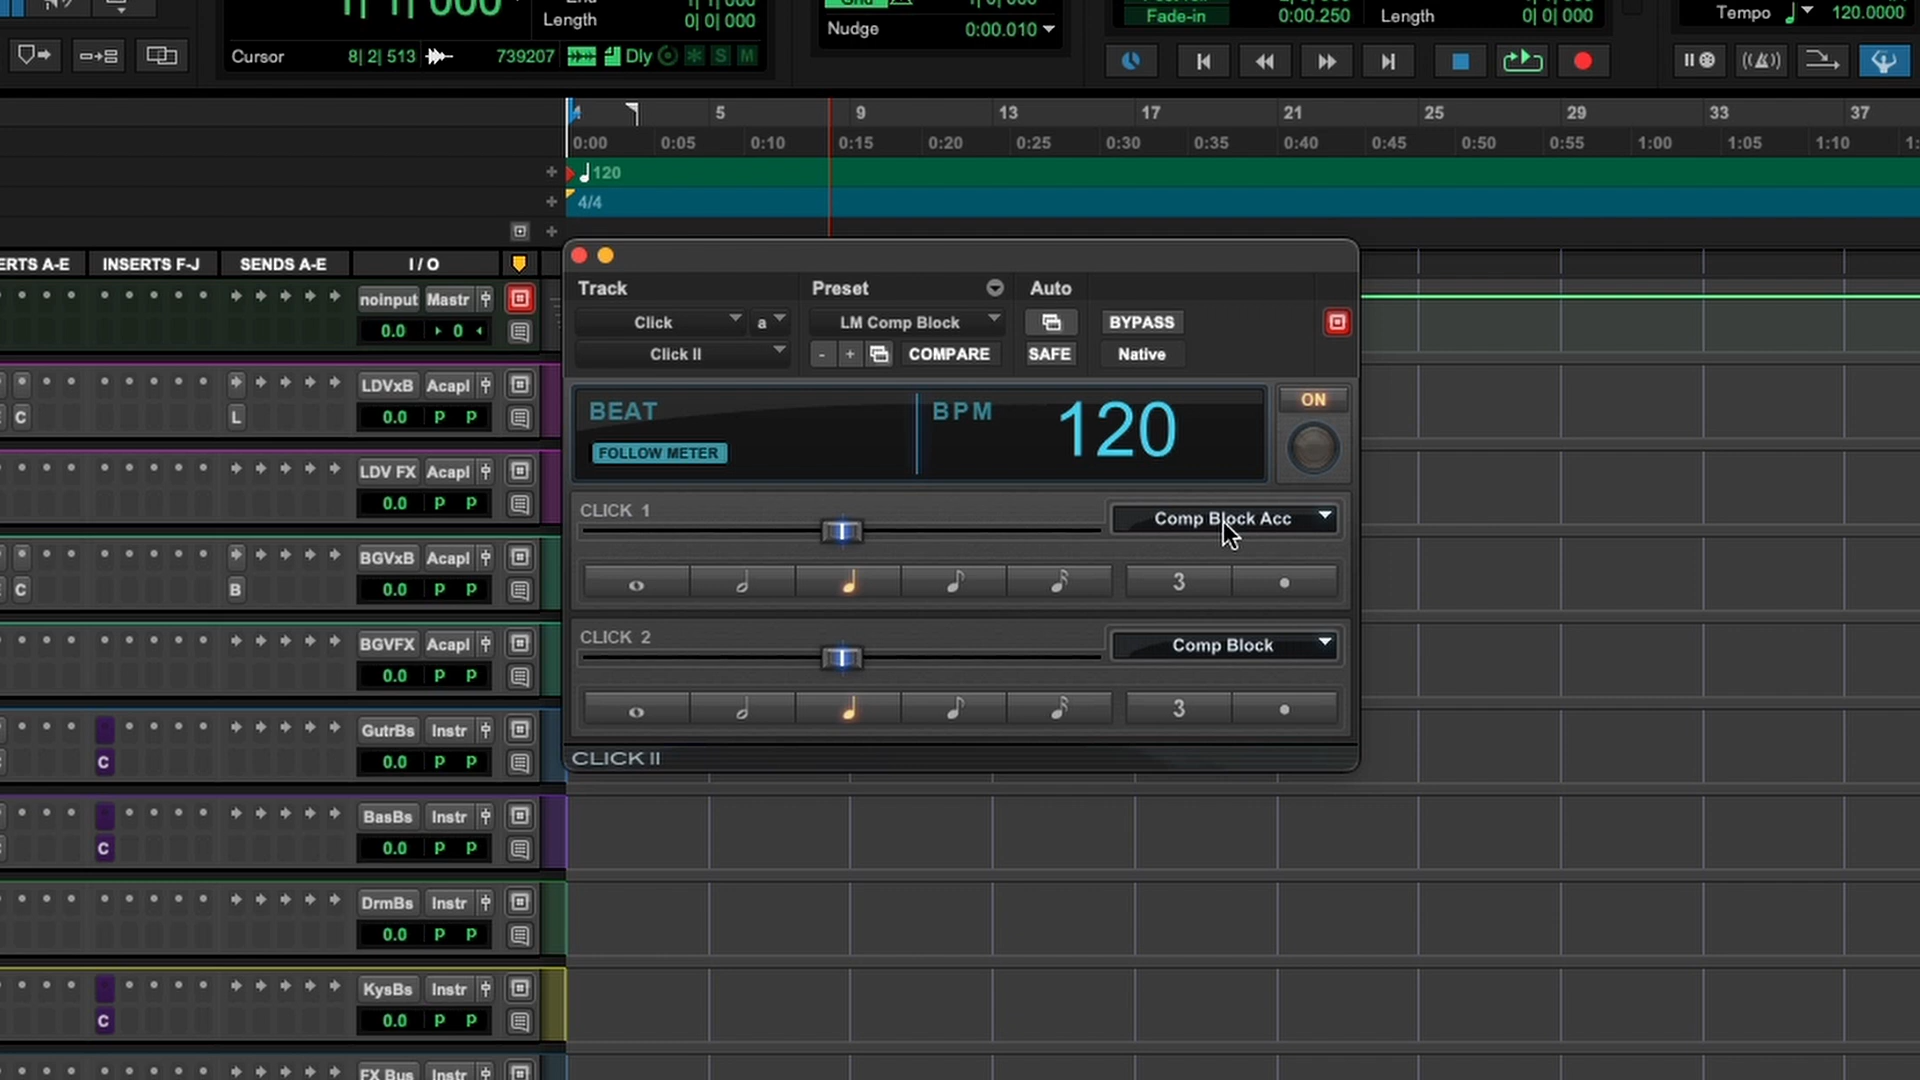 1| 1| 000
Length 0| 0| 000
Nudge 0:00.010
Fade-in 0:00.250 Length 0| 0| 000
Tempo 120.0000
Cursor 8| 2| 513 739207 Dly S M
5 9 13 17 21 25 29 33 37
0:00 0:05 0:10 0:15 0:20 0:25 0:30 0:35 0:40 0:45 0:50 0:55 1:00 1:05 1:10
120
4/4
ERTS A-E INSERTS F-J SENDS A-E I / O
noinput Mastr
0.0 0
LDVxB Acapl
C L 0.0 P P
LDV FX Acapl
0.0 P P
BGVxB Acapl
C B 0.0 P P
BGVFX Acapl
0.0 P P
GutrBs Instr
C 0.0 P P
BasBs Instr
C 0.0 P P
DrmBs Instr
0.0 P P
KysBs Instr
C 0.0 P P
FX Bus Instr
Track Preset Auto
Click a LM Comp Block BYPASS
Click II - + COMPARE SAFE Native
BEAT BPM 120 ON
FOLLOW METER
CLICK 1 Comp Block Acc
3
CLICK 2 Comp Block
3
CLICK II